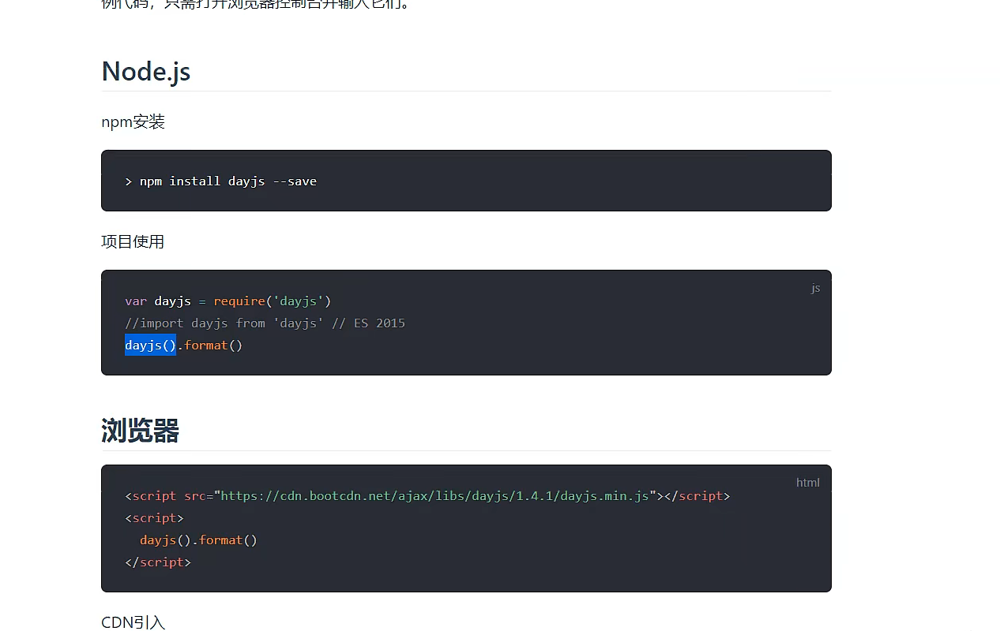 例代码，只需打开浏览器控制台并输入它们。
Node.js
npm安装
> npm install dayjs --save
项目使用
js
var dayjs = require('dayjs')
//import dayjs from 'dayjs' // ES 2015
dayjs().format()
浏览器
html
<script src="https://cdn.bootcdn.net/ajax/libs/dayjs/1.4.1/dayjs.min.js"></script>
<script>
  dayjs().format()
</script>
CDN引入